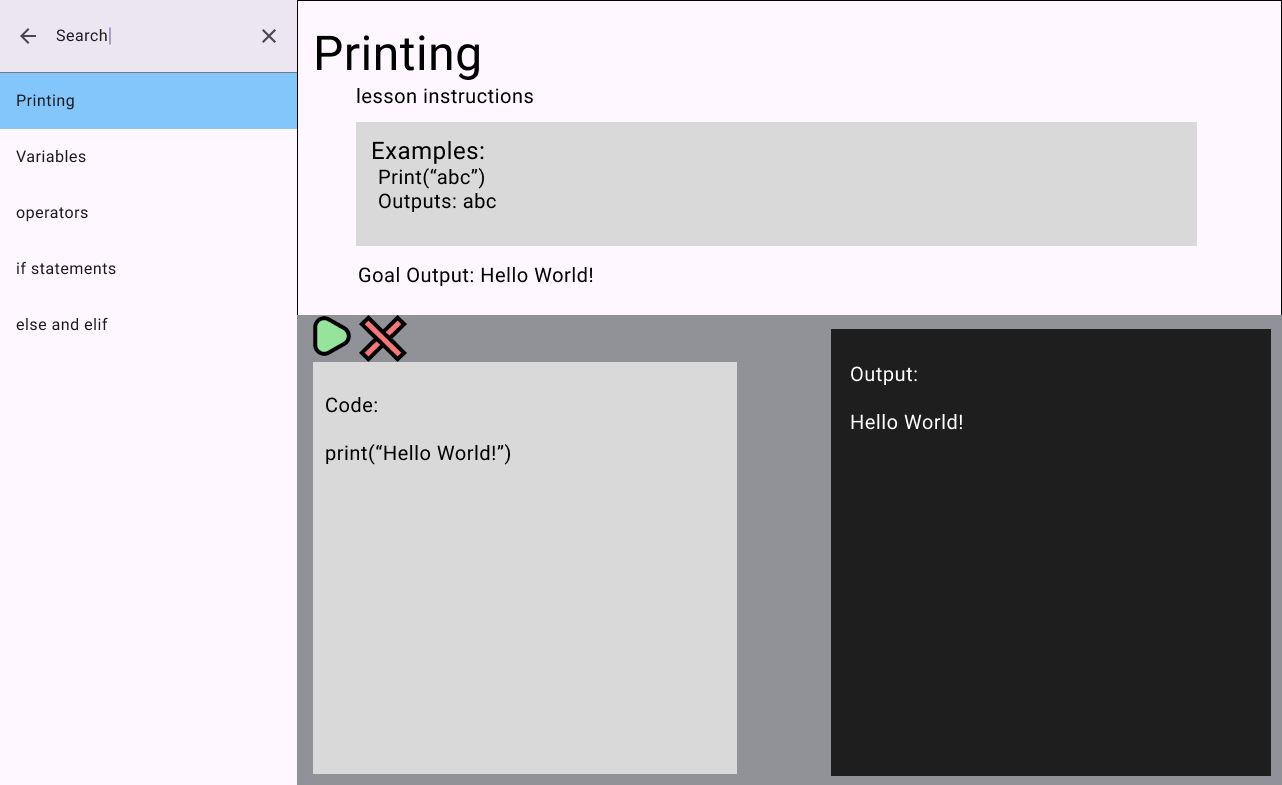 Search
Printing
Variables
operators
if statements
else and elif
Printing
lesson instructions
Examples:
Print(“abc”)
Outputs: abc
Goal Output: Hello World!
Code:
print(“Hello World!”)
Output:
Hello World!